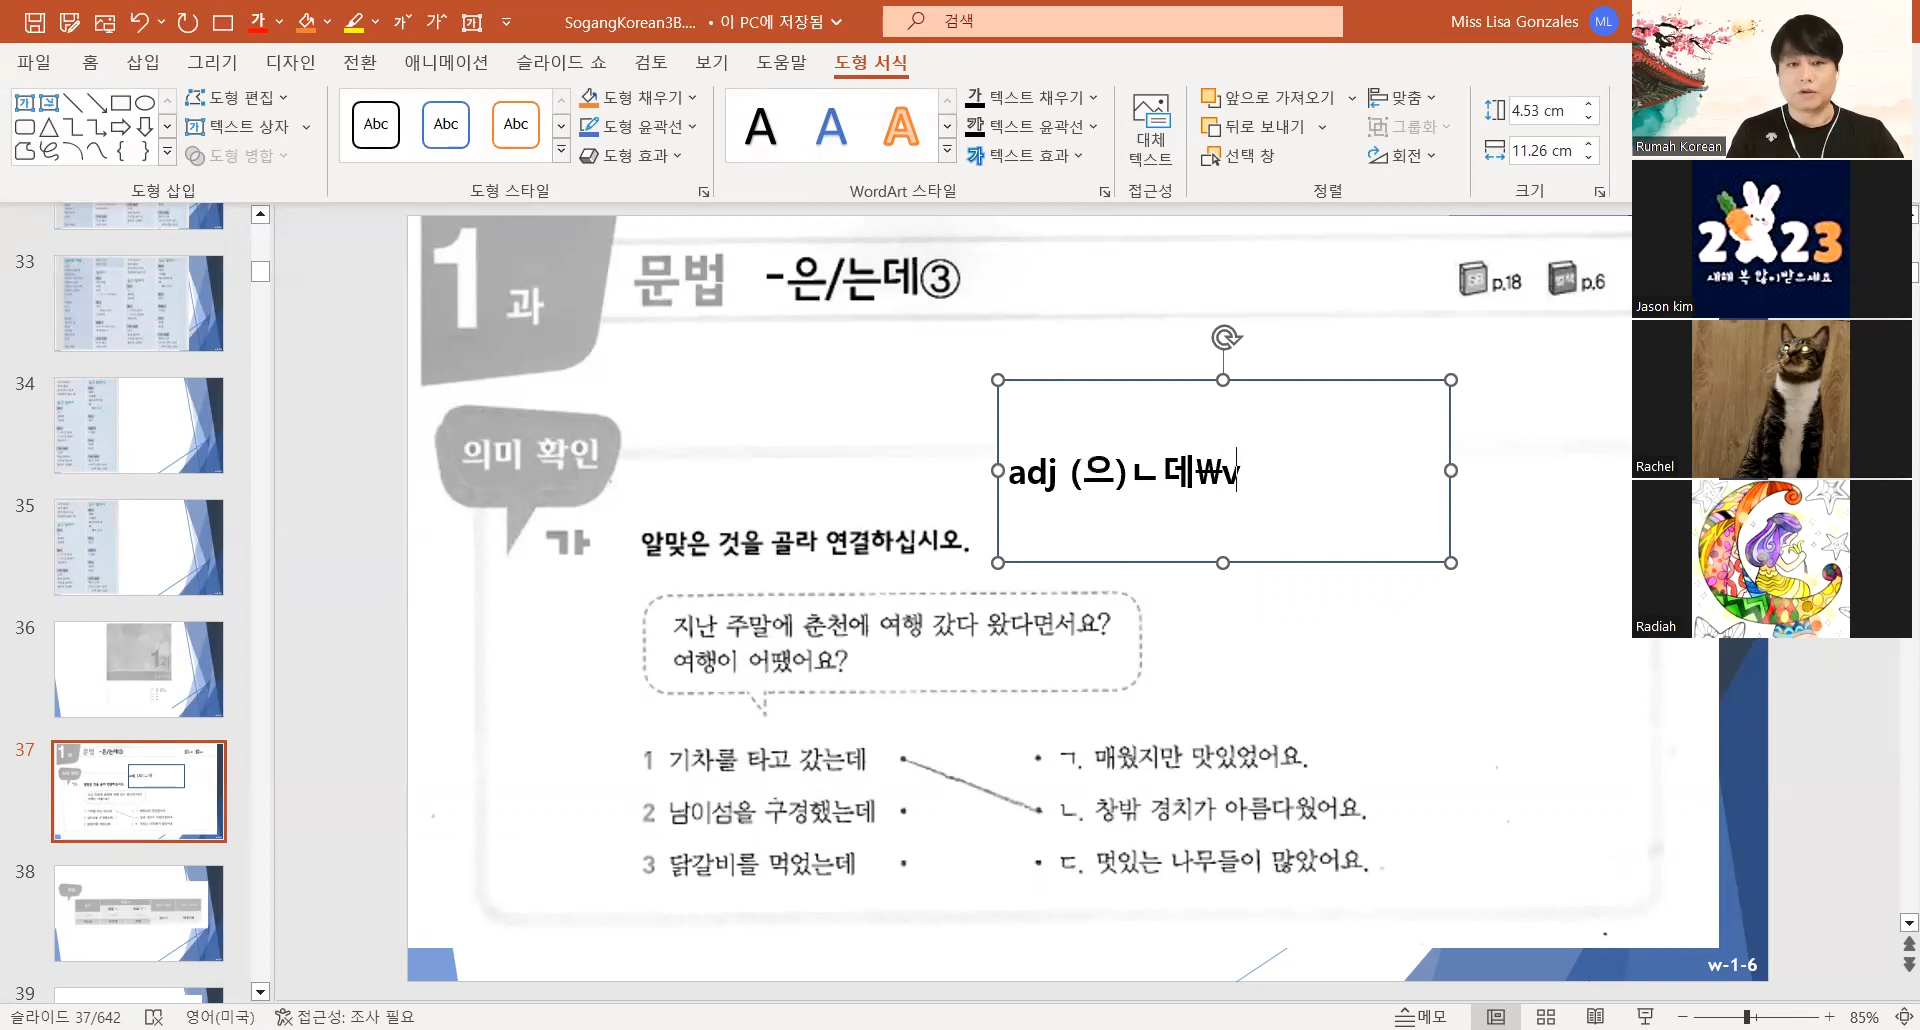 가
가
가
가
SogangKorean3B.... • 이 PC에 저장됨
검색
Miss Lisa Gonzales
ML
파일 홈 삽입 그리기 디자인 전환 애니메이션 슬라이드 쇼 검토 보기 도움말 도형 서식
도형 편집
텍스트 상자
도형 병합
도형 삽입
Abc Abc Abc
도형 채우기
도형 윤곽선
도형 효과
도형 스타일
A A A
텍스트 채우기
텍스트 윤곽선
텍스트 효과
WordArt 스타일
대체
텍스트
접근성
앞으로 가져오기
뒤로 보내기
선택 창
맞춤
그룹화
회전
정렬
4.53 cm
11.26 cm
크기
33
34
35
36
37
38
39
1과
문법 -은/는데③
p.18 p.6
의미 확인
adj (으)ㄴ데₩v
가 알맞은 것을 골라 연결하십시오.
지난 주말에 춘천에 여행 갔다 왔다면서요?
여행이 어땠어요?
1 기차를 타고 갔는데 • • ㄱ. 매웠지만 맛있었어요.
2 남이섬을 구경했는데 • • ㄴ. 창밖 경치가 아름다웠어요.
3 닭갈비를 먹었는데 • • ㄷ. 멋있는 나무들이 많았어요.
w-1-6
Rumah Korean
2023
새해 복 많이받으세요
Jason kim
Rachel
Radiah
슬라이드 37/642 영어(미국) 접근성: 조사 필요
메모
85%